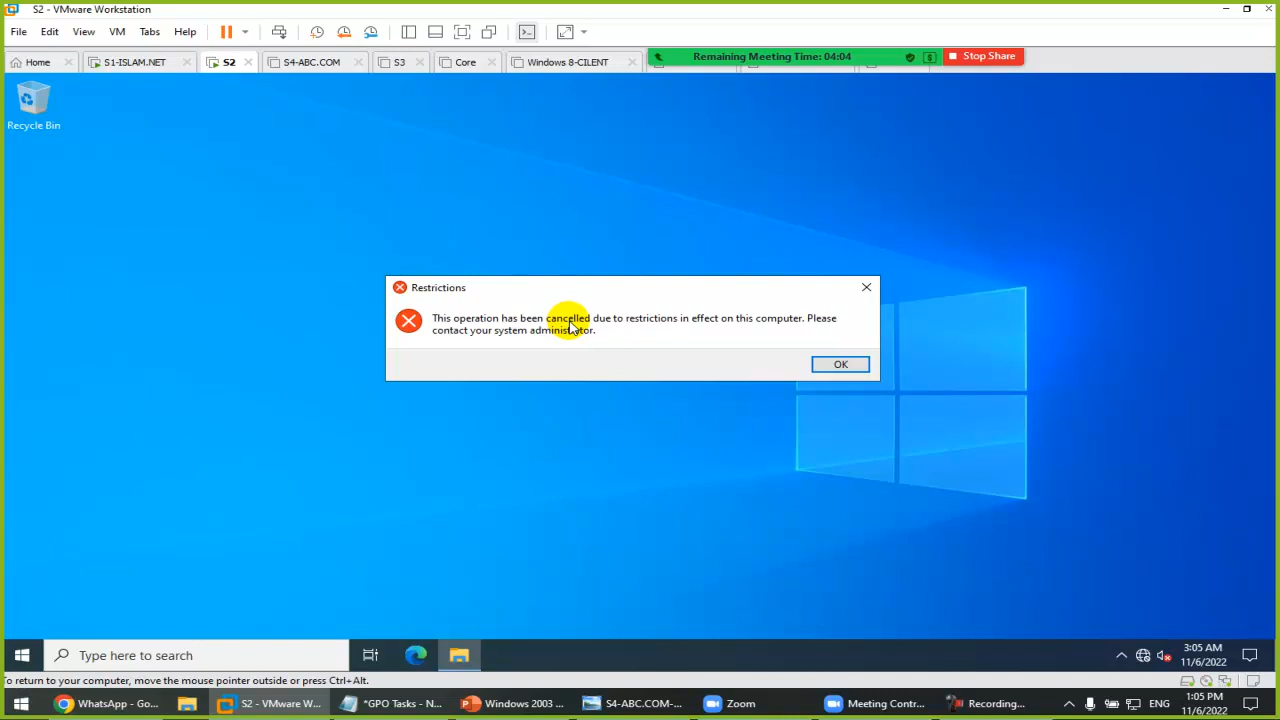 S2 - VMware Workstation
File Edit View VM Tabs Help
Home S1-ISLAM.NET S2 S3 Core Windows 8-CILENT
Remaining Meeting Time: 04:04 Stop Share
Recycle Bin
Restrictions
This operation has been cancelled due to restrictions in effect on this computer. Please
contact your system administrator.
OK
Type here to search
3:05 AM
11/6/2022
To return to your computer, move the mouse pointer outside or press Ctrl+Alt.
WhatsApp - Go... S2 - VMware W... *GPO Tasks - N... Windows 2003 ... S4-ABC.COM-... Zoom Meeting Contr... Recording... ENG
1:05 PM
11/6/2022